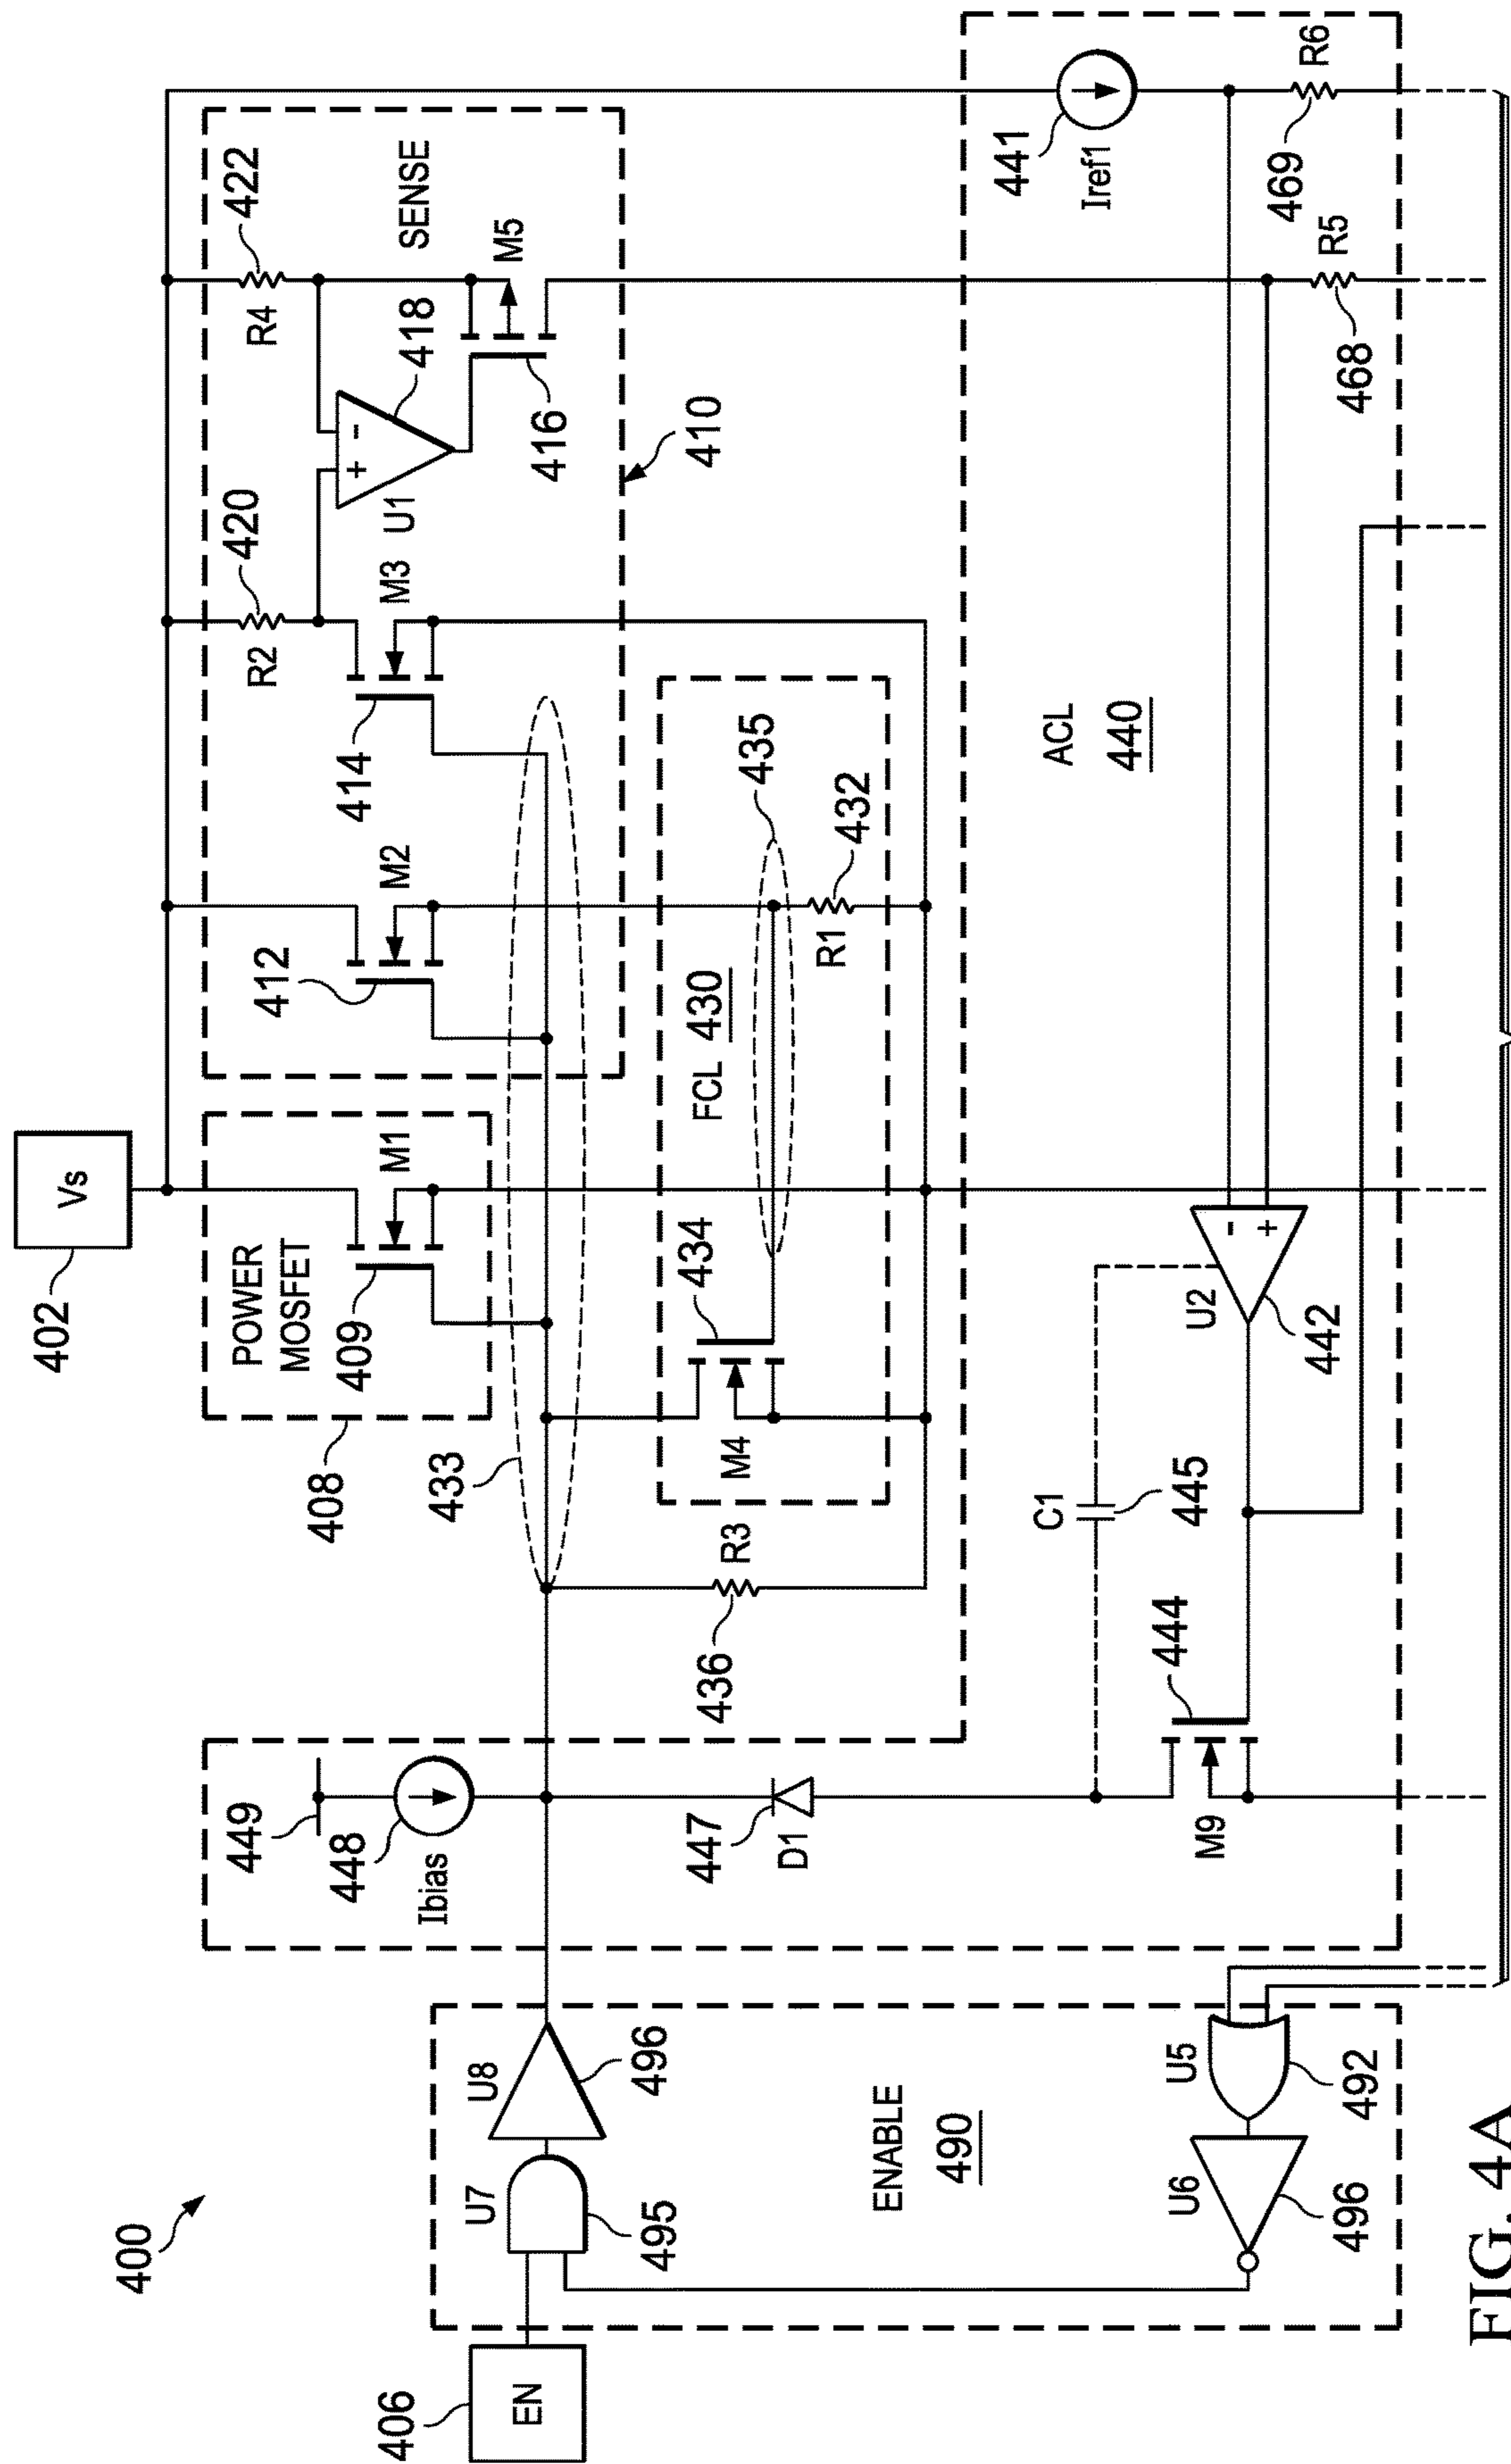 400
402
Vs
406
EN
ENABLE
490
U7
495
U8
496
U5
492
U6
496
449
448
Ibias
447
D1
M9
444
C1
445
U2
-
+
442
436
R3
433
408
POWER
MOSFET
409
M1
412
M2
414
M3
R2
420
U1
+
-
418
R4
422
SENSE
M5
416
410
FCL
430
434
M4
435
R1
432
ACL
440
441
Iref1
R6
469
R5
468
FIG. 4A